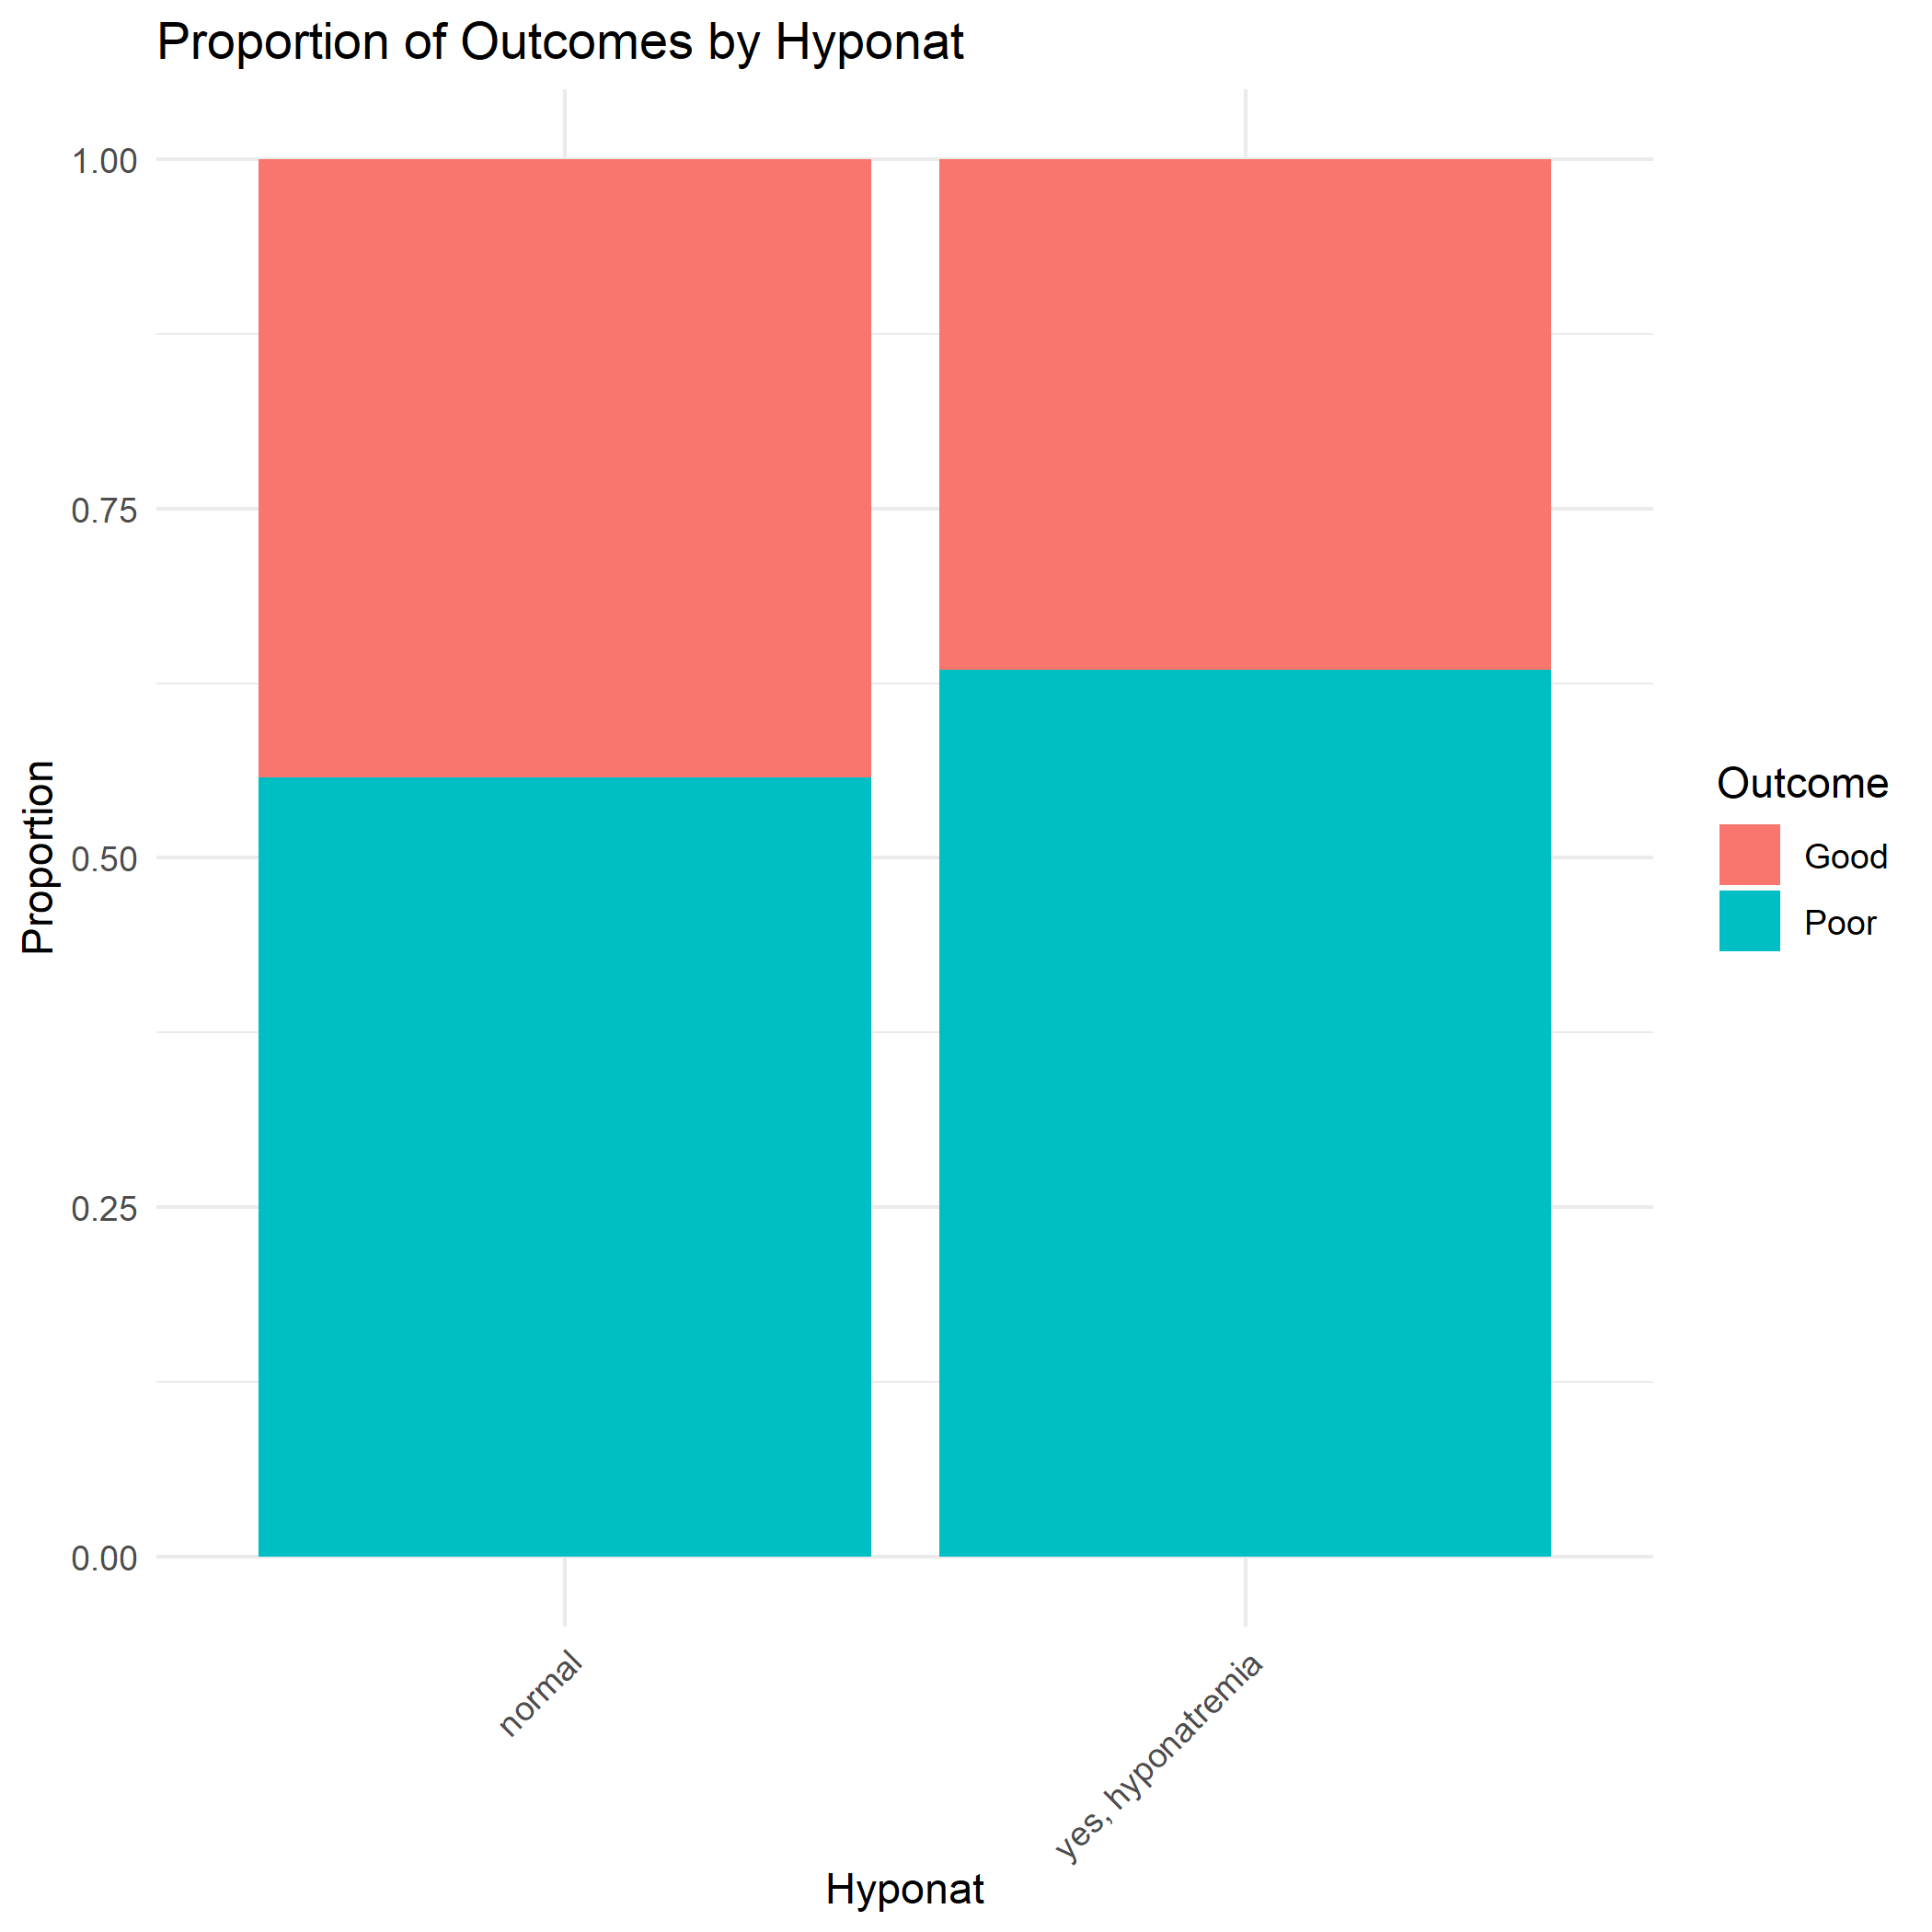 Proportion of Outcomes by Hyponat
1.00
0.75
0.50
0.25
0.00
Proportion
normal
yes, hyponatremia
Hyponat
Outcome
Good
Poor